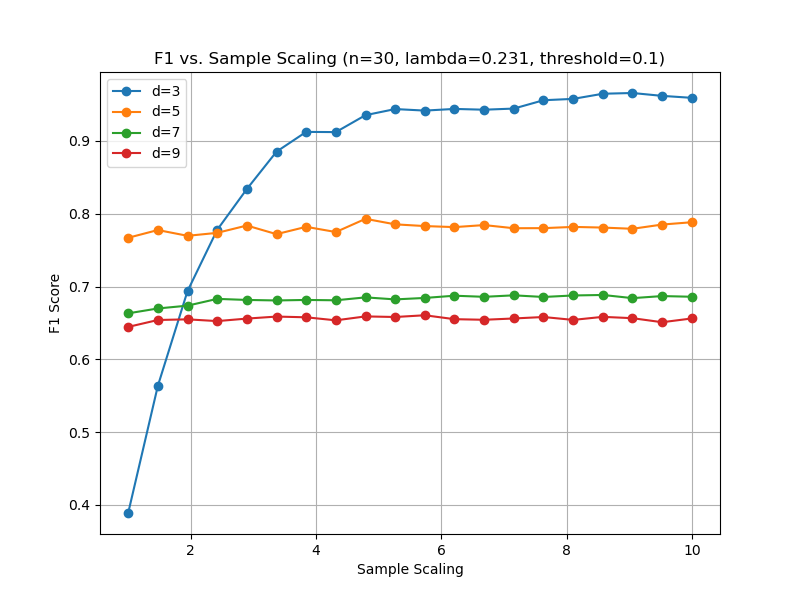 F1 vs. Sample Scaling (n=30, lambda=0.231, threshold=0.1)
d=3
d=5
d=7
d=9
F1 Score
0.9
0.8
0.7
0.6
0.5
0.4
2 4 6 8 10
Sample Scaling